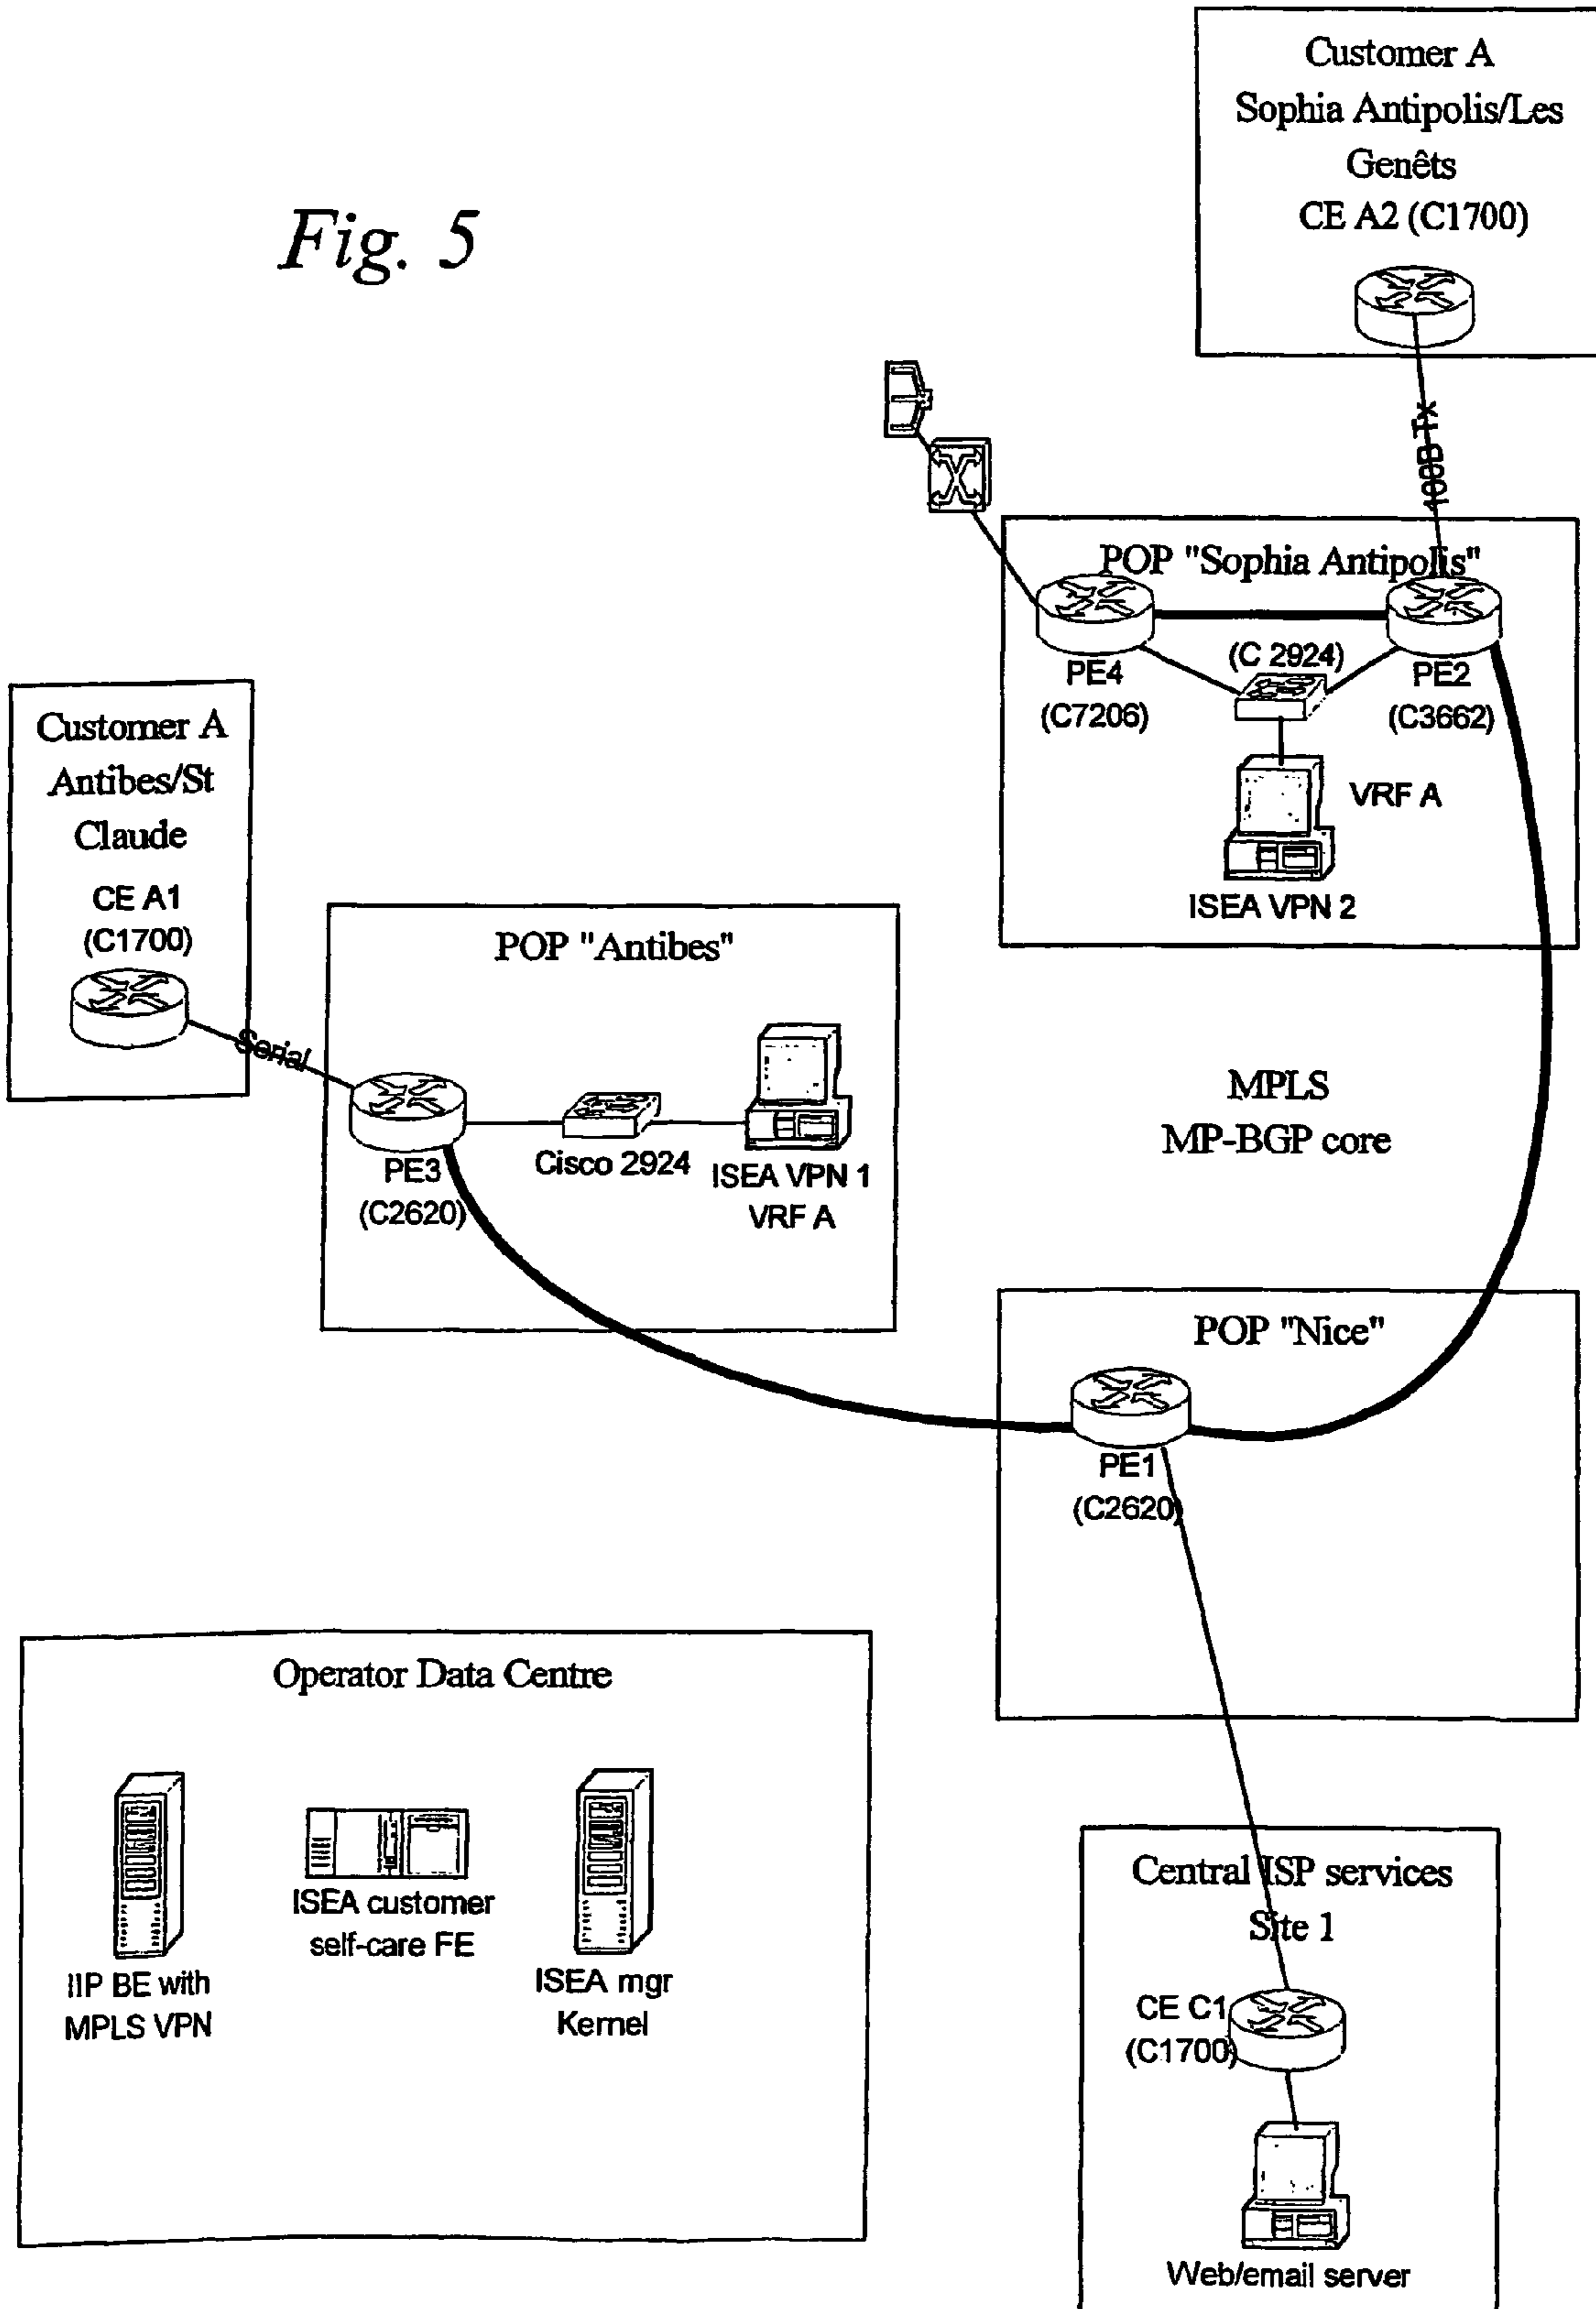 Customer A
Sophia Antipolis/Les
Genêts
CE A2 (C1700)
Fig. 5
100B Tx
POP "Sophia Antipolis"
(C 2924)
PE4
(C7206)
PE2
(C3662)
VRF A
ISEA VPN 2
Customer A
Antibes/St
Claude
CE A1
(C1700)
Serial
POP "Antibes"
PE3
(C2620)
Cisco 2924
ISEA VPN 1
VRF A
MPLS
MP-BGP core
POP "Nice"
PE1
(C2620)
Operator Data Centre
IIP BE with
MPLS VPN
ISEA customer
self-care FE
ISEA mgr
Kernel
Central ISP services
Site 1
CE C1
(C1700)
Web/email server